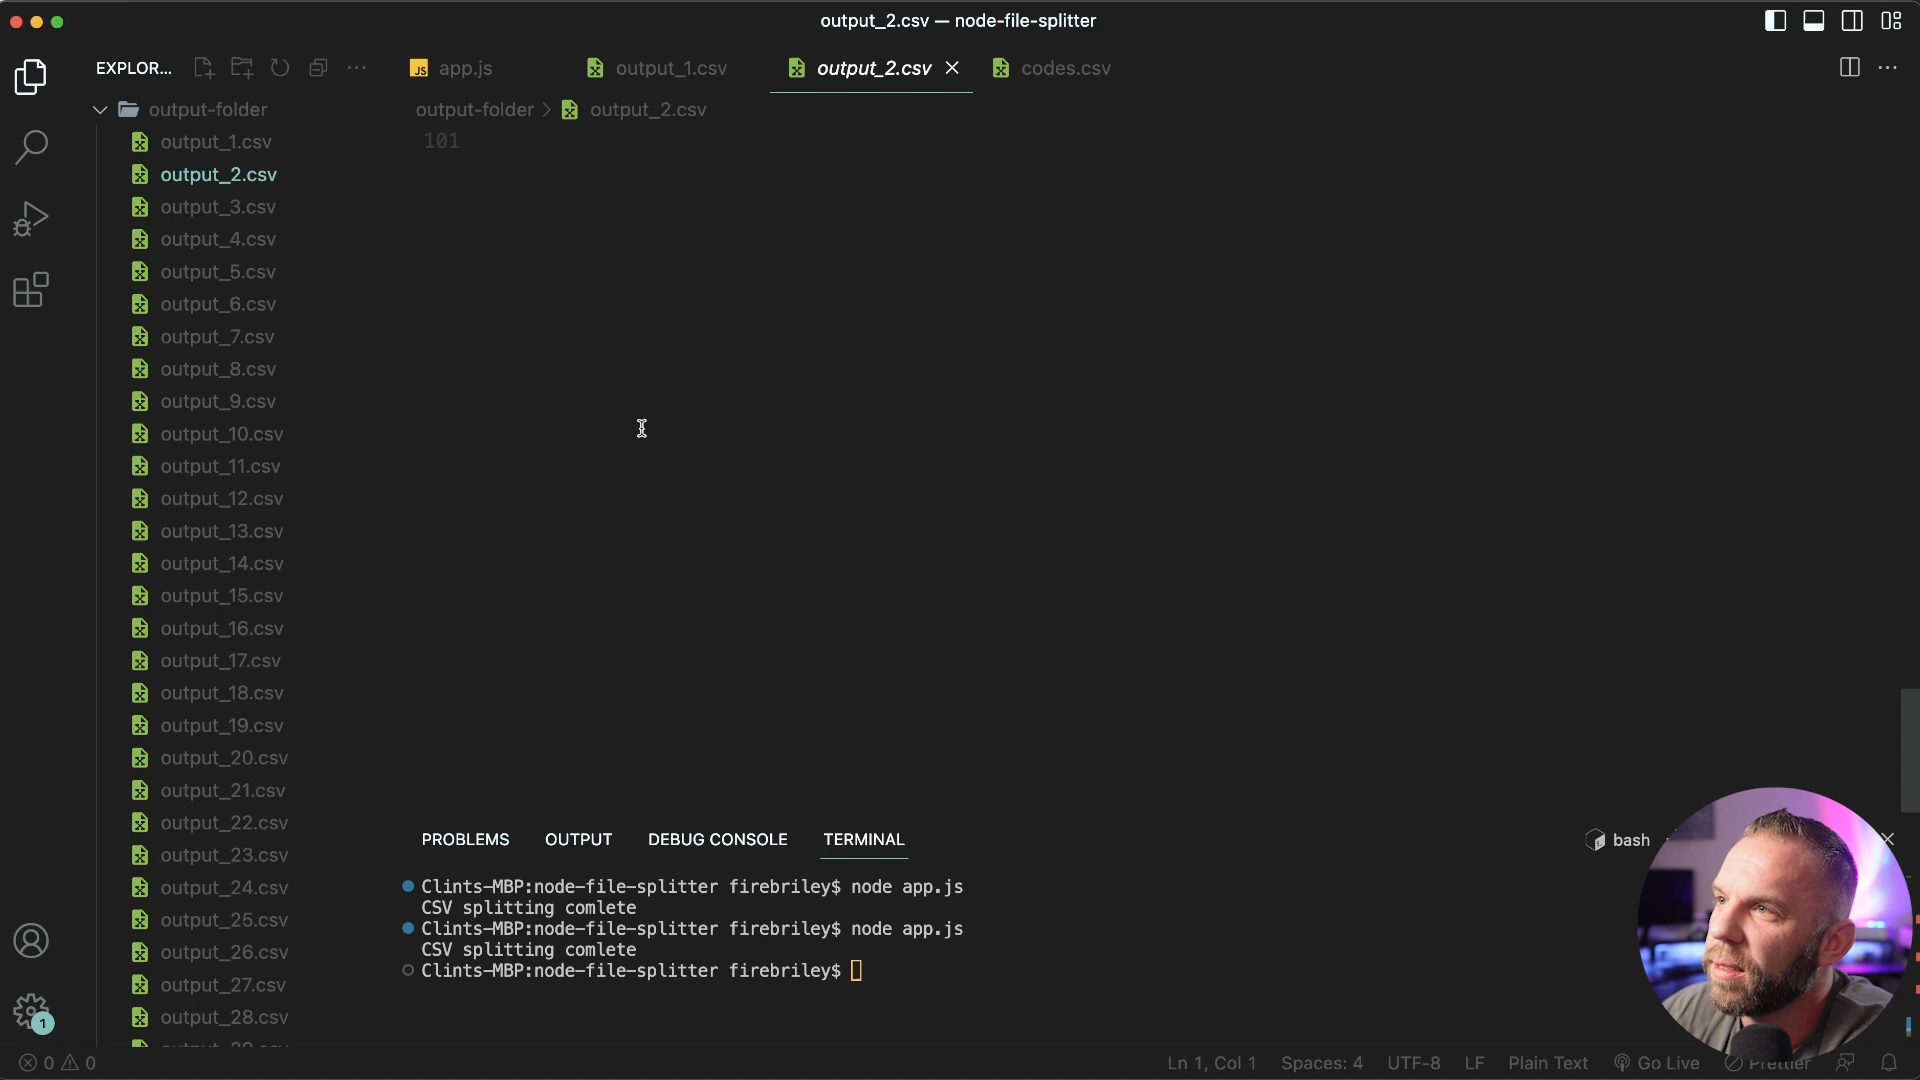 output_2.csv — node-file-splitter
EXPLOR...
app.js
output_1.csv
output_2.csv
codes.csv
output-folder
output-folder > output_2.csv
101
output_1.csv
output_2.csv
output_3.csv
output_4.csv
output_5.csv
output_6.csv
output_7.csv
output_8.csv
output_9.csv
output_10.csv
output_11.csv
output_12.csv
output_13.csv
output_14.csv
output_15.csv
output_16.csv
output_17.csv
output_18.csv
output_19.csv
output_20.csv
output_21.csv
output_22.csv
output_23.csv
output_24.csv
output_25.csv
output_26.csv
output_27.csv
output_28.csv
PROBLEMS OUTPUT DEBUG CONSOLE TERMINAL
bash
Clints-MBP:node-file-splitter firebriley$ node app.js
CSV splitting comlete
Clints-MBP:node-file-splitter firebriley$ node app.js
CSV splitting comlete
Clints-MBP:node-file-splitter firebriley$
1
0 0
Ln 1, Col 1 Spaces: 4 UTF-8 LF Plain Text Go Live Prettier